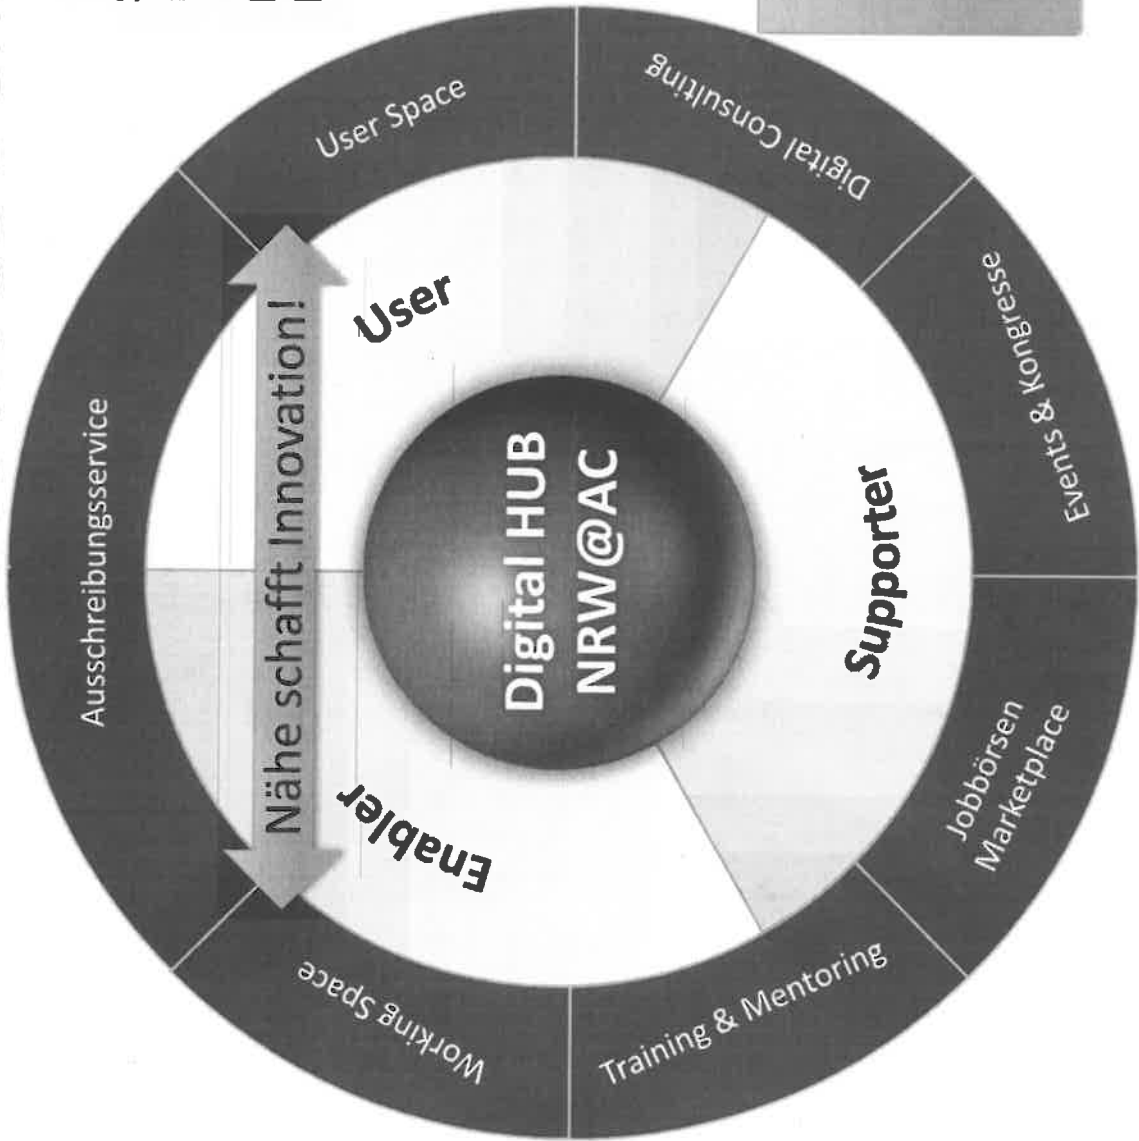 Ausschreibungsservice
User Space
Digital Consulting
Events & Kongresse
Jobbörsen
Marketplace
Training & Mentoring
Working Space
Nähe schafft Innovation!
User
Enabler
Supporter
Digital HUB
NRW@AC